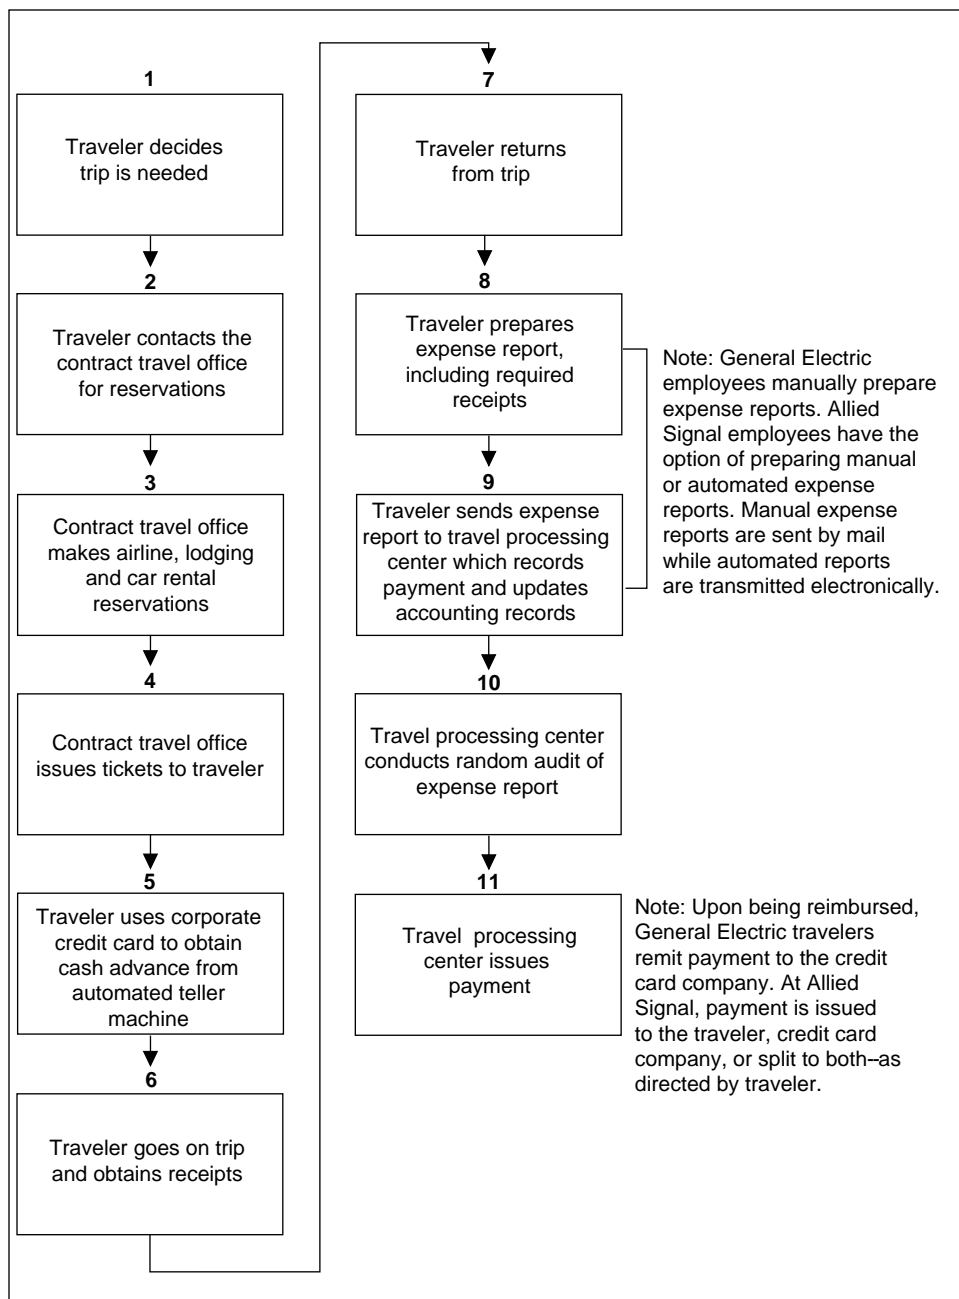 1
Traveler decides
trip is needed
2
Traveler contacts the
contract travel office
for reservations
3
Contract travel office
makes airline, lodging
and car rental
reservations
4
Contract travel office
issues tickets to traveler
5
Traveler uses corporate
credit card to obtain
cash advance from
automated teller
machine
6
Traveler goes on trip
and obtains receipts
7
Traveler returns
from trip
8
Traveler prepares
expense report,
including required
receipts
9
Traveler sends expense
report to travel processing
center which records
payment and updates
accounting records
Note: General Electric
employees manually prepare
expense reports. Allied
Signal employees have the
option of preparing manual
or automated expense
reports. Manual expense
reports are sent by mail
while automated reports
are transmitted electronically.
10
Travel processing center
conducts random audit of
expense report
11
Travel processing
center issues
payment
Note: Upon being reimbursed,
General Electric travelers
remit payment to the credit
card company. At Allied
Signal, payment is issued
to the traveler, credit card
company, or split to both--as
directed by traveler.